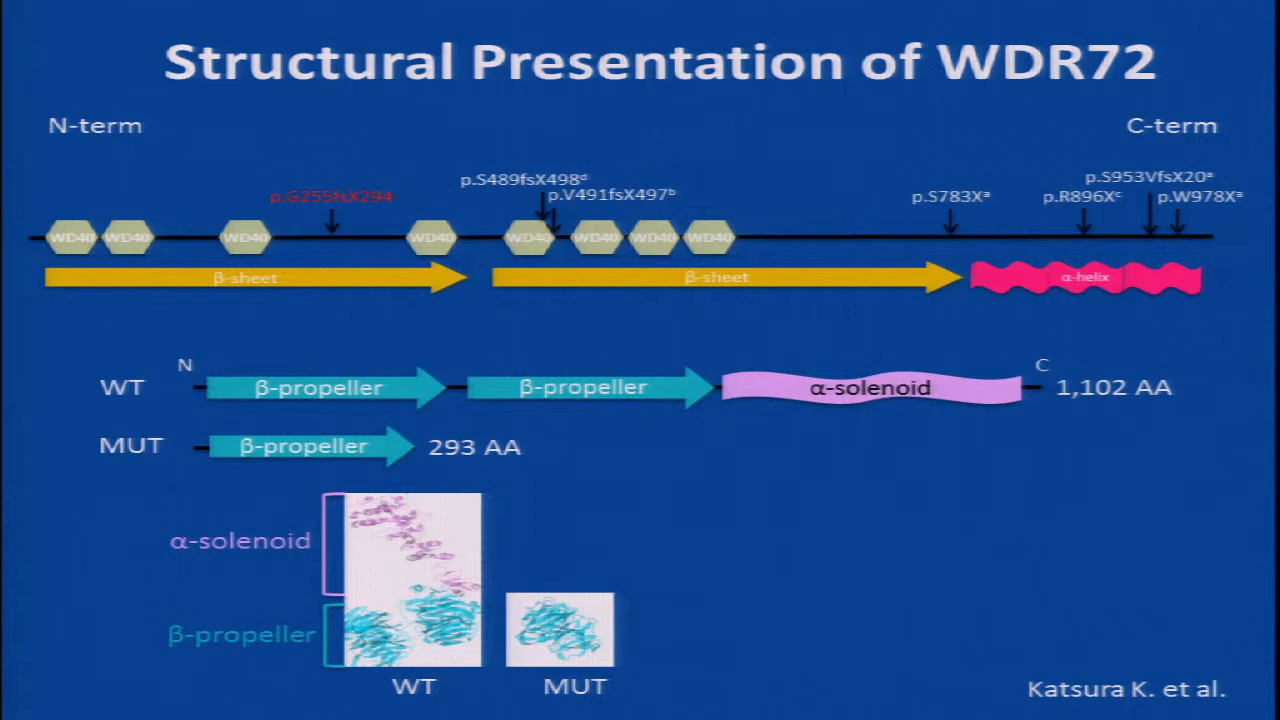 Structural Presentation of WDR72
N-term
C-term
p.S489fsX498ᵈ
p.S953VfsX20ᵃ
p.G255fsX294
p.V491fsX497ᵇ
p.S783Xᵃ
p.R896Xᶜ
p.W978Xᵃ
WD40 WD40 WD40 WD40 WD40 WD40 WD40 WD40
β-sheet
β-sheet
α-helix
N
C
WT
β-propeller
β-propeller
α-solenoid
1,102 AA
MUT
β-propeller
293 AA
α-solenoid
β-propeller
WT
MUT
Katsura K. et al.